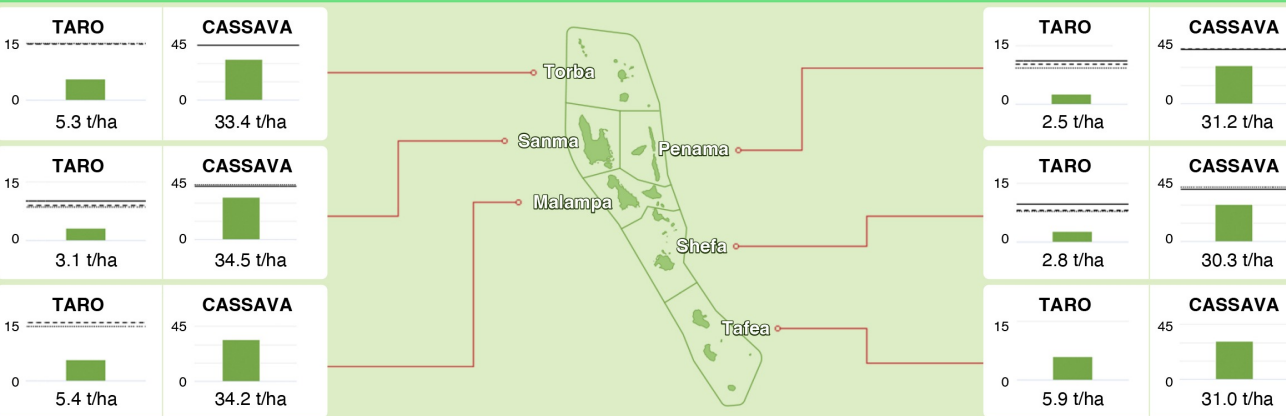 TARO
15
0
5.3 t/ha
CASSAVA
45
0
33.4 t/ha
TARO
15
0
3.1 t/ha
CASSAVA
45
0
34.5 t/ha
TARO
15
0
5.4 t/ha
CASSAVA
45
0
34.2 t/ha
Torba
Sanma
Penama
Malampa
Shefa
Tafea
TARO
15
0
2.5 t/ha
CASSAVA
45
0
31.2 t/ha
TARO
15
0
2.8 t/ha
CASSAVA
45
0
30.3 t/ha
TARO
15
0
5.9 t/ha
CASSAVA
45
0
31.0 t/ha